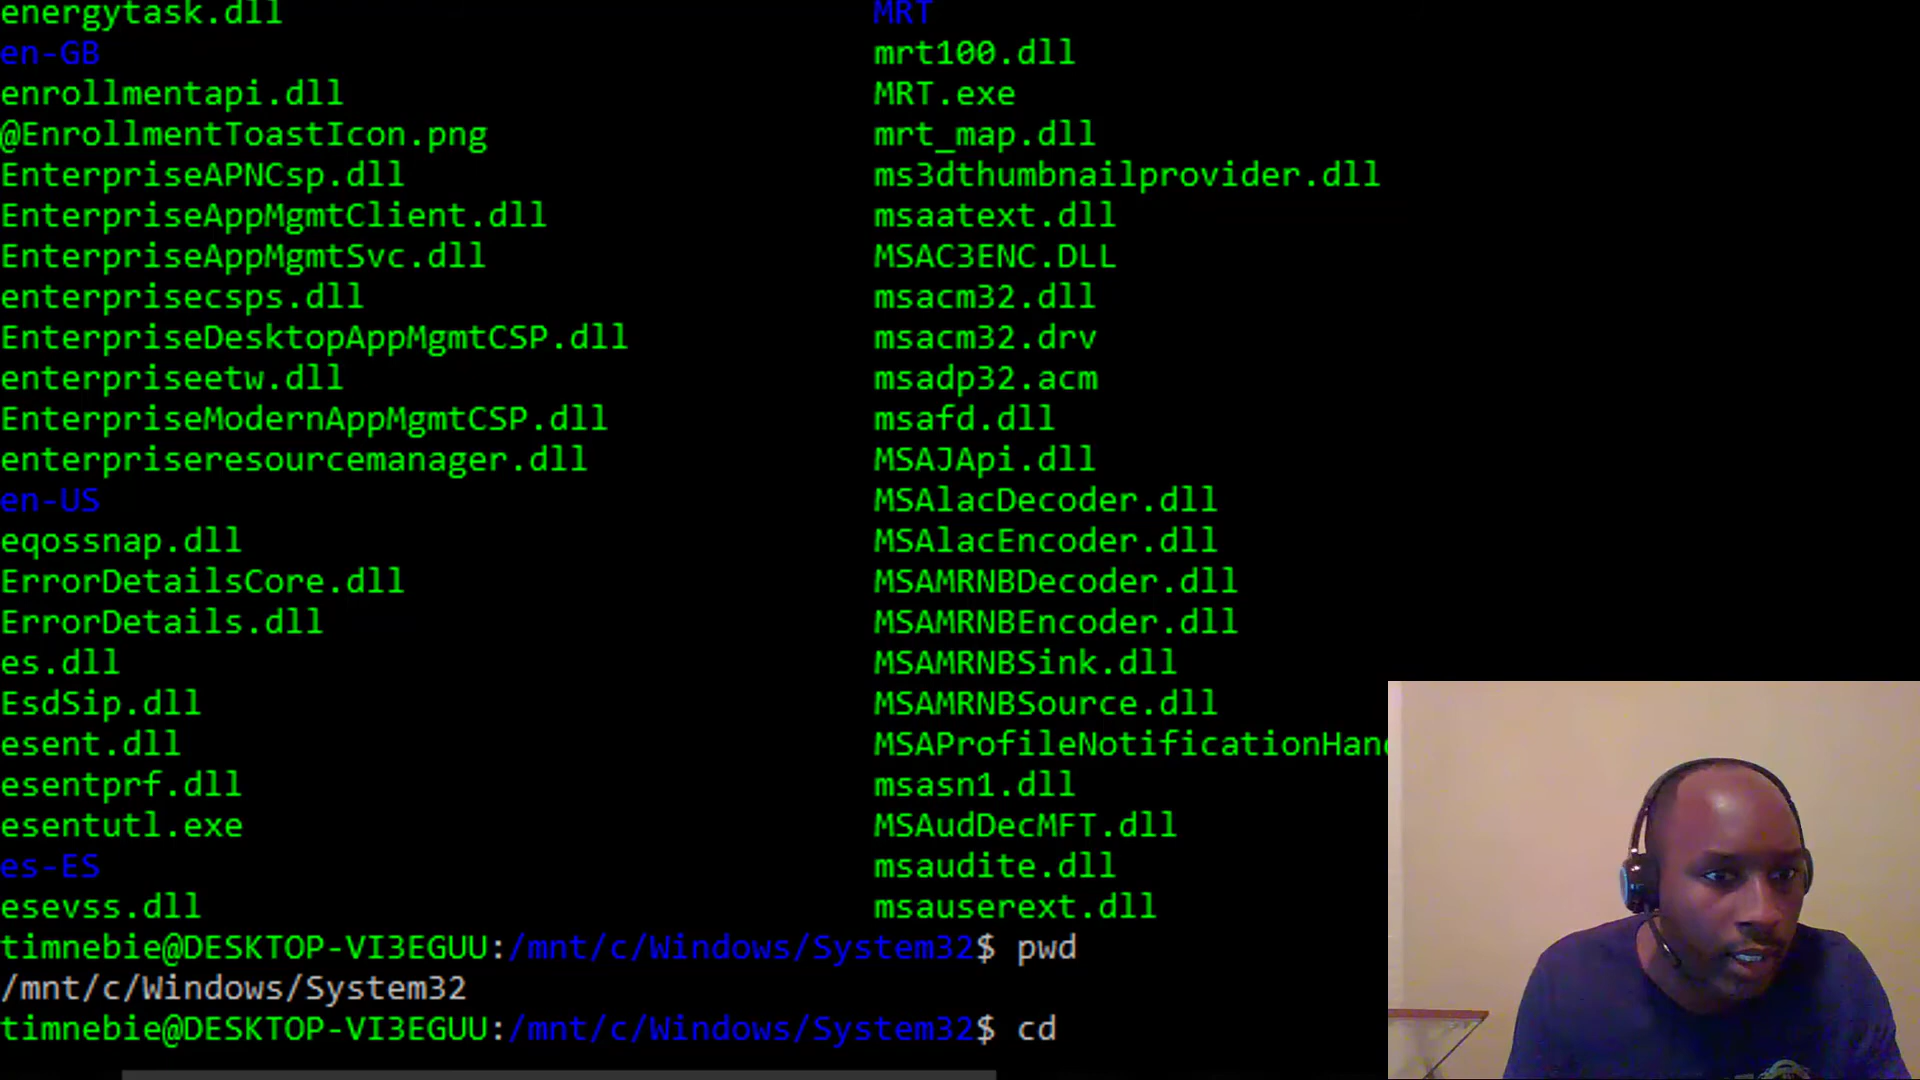 energytask.dll
en-GB
enrollmentapi.dll
@EnrollmentToastIcon.png
EnterpriseAPNCsp.dll
EnterpriseAppMgmtClient.dll
EnterpriseAppMgmtSvc.dll
enterprisecsps.dll
EnterpriseDesktopAppMgmtCSP.dll
enterpriseetw.dll
EnterpriseModernAppMgmtCSP.dll
enterpriseresourcemanager.dll
en-US
eqossnap.dll
ErrorDetailsCore.dll
ErrorDetails.dll
es.dll
EsdSip.dll
esent.dll
esentprf.dll
esentutl.exe
es-ES
esevss.dll
MRT
mrt100.dll
MRT.exe
mrt_map.dll
ms3dthumbnailprovider.dll
msaatext.dll
MSAC3ENC.DLL
msacm32.dll
msacm32.drv
msadp32.acm
msafd.dll
MSAJApi.dll
MSAlacDecoder.dll
MSAlacEncoder.dll
MSAMRNBDecoder.dll
MSAMRNBEncoder.dll
MSAMRNBSink.dll
MSAMRNBSource.dll
MSAProfileNotificationHan
msasn1.dll
MSAudDecMFT.dll
msaudite.dll
msauserext.dll
timnebie@DESKTOP-VI3EGUU:/mnt/c/Windows/System32$ pwd
/mnt/c/Windows/System32
timnebie@DESKTOP-VI3EGUU:/mnt/c/Windows/System32$ cd